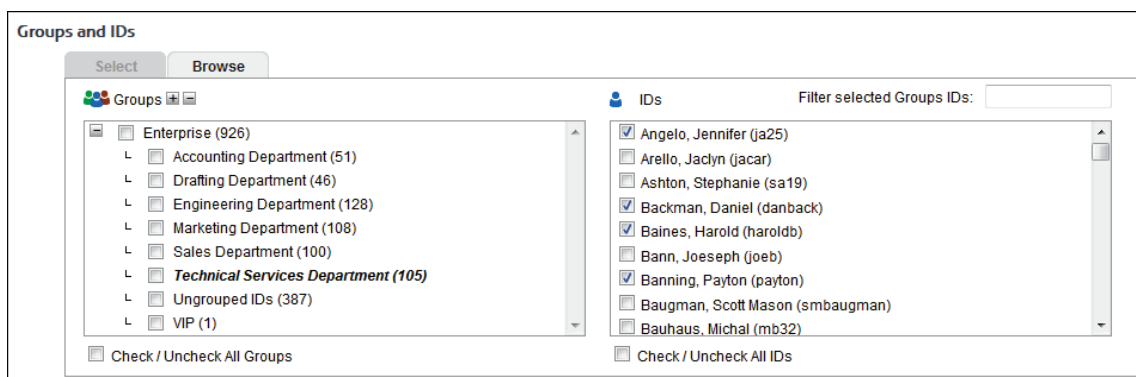 Groups and IDs
Select Browse
Groups
Enterprise (926)
Accounting Department (51)
Drafting Department (46)
Engineering Department (128)
Marketing Department (108)
Sales Department (100)
Technical Services Department (105)
Ungrouped IDs (387)
VIP (1)
Check / Uncheck All Groups
IDs Filter selected Groups IDs:
Angelo, Jennifer (ja25)
Arello, Jaclyn (jacar)
Ashton, Stephanie (sa19)
Backman, Daniel (danback)
Baines, Harold (haroldb)
Bann, Joeseph (joeb)
Banning, Payton (payton)
Baugman, Scott Mason (smbaugman)
Bauhaus, Michal (mb32)
Check / Uncheck All IDs